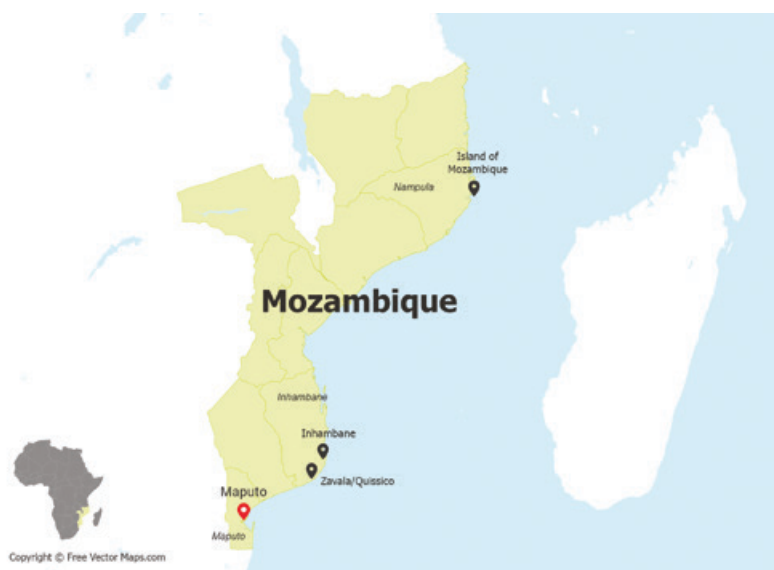 Island of
Mozambique
Nampula
Mozambique
Inhambane
Inhambane
Zavala/Quissico
Maputo
Maputo
Copyright © Free Vector Maps.com